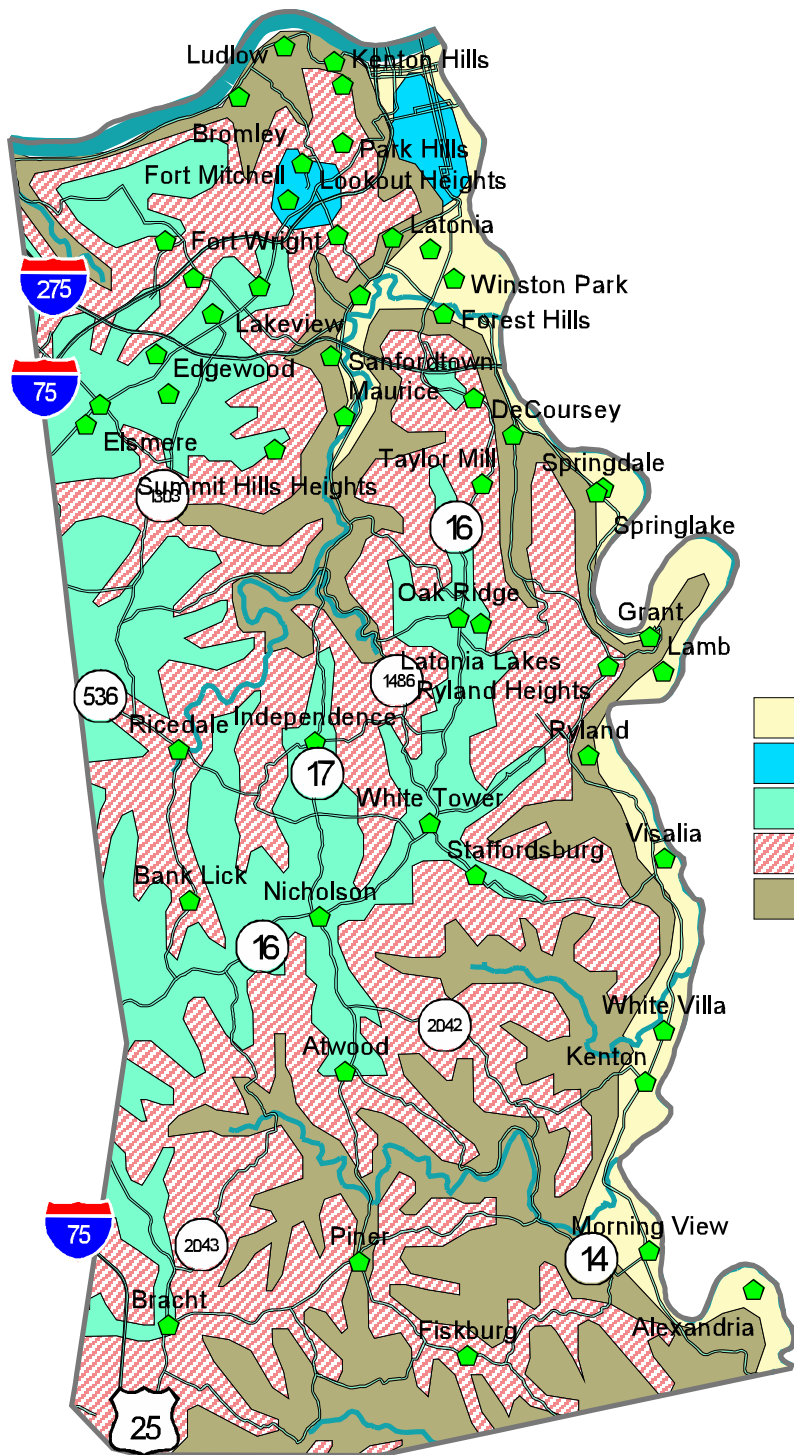 Ludlow
Kenton Hills
Bromley
Park Hills
Fort Mitchell
Lookout Heights
Fort Wright
Latonia
275
Winston Park
Lakeview
Forest Hills
75
Edgewood
Sanfordtown
Maurice
DeCoursey
Elsmere
Taylor Mill
Springdale
Summit Hills Heights
1303
16
Springlake
Oak Ridge
Grant
Latonia Lakes
Lamb
536
1486
Ryland Heights
Ricedale
Independence
Ryland
17
White Tower
Visalia
Staffordsburg
Bank Lick
Nicholson
16
White Villa
2042
Atwood
Kenton
75
2043
Piner
Morning View
14
Bracht
Fiskburg
Alexandria
25